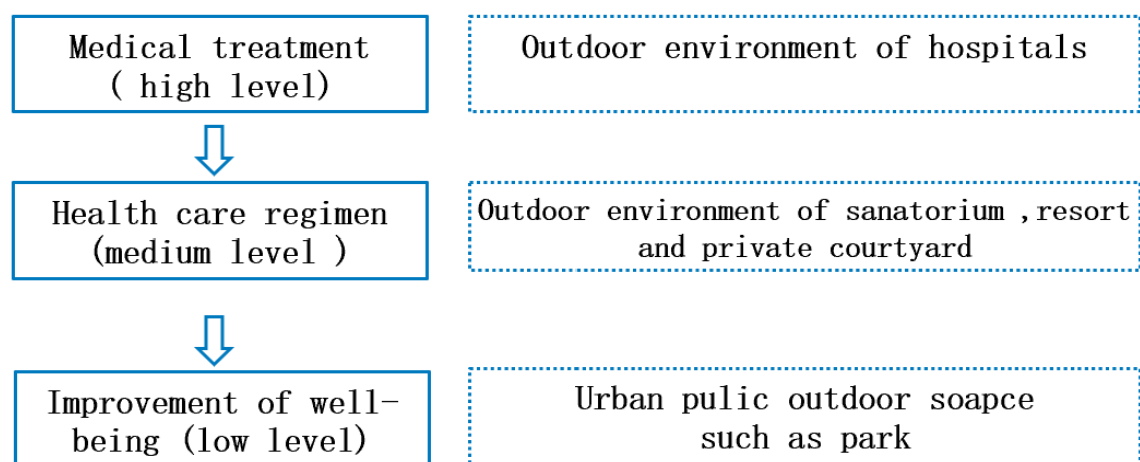 Medical treatment
( high level)
Outdoor environment of hospitals
Health care regimen
(medium level )
Outdoor environment of sanatorium ,resort
and private courtyard
Improvement of well-
being (low level)
Urban pulic outdoor soapce
such as park